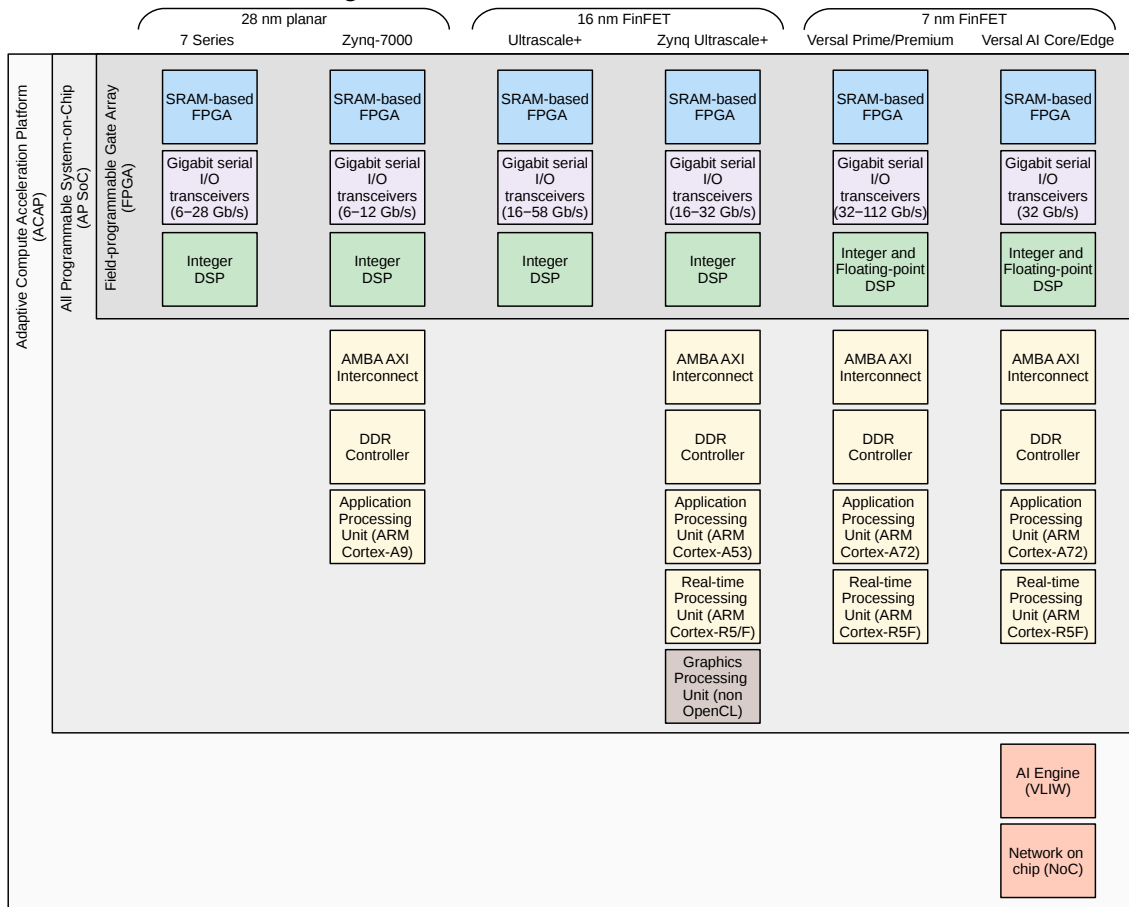 28 nm planar
16 nm FinFET
7 nm FinFET
7 Series
Zynq-7000
Ultrascale+
Zynq Ultrascale+
Versal Prime/Premium
Versal AI Core/Edge
Adaptive Compute Acceleration Platform
(ACAP)
All Programmable System-on-Chip
(AP SoC)
Field-programmable Gate Array
(FPGA)
SRAM-based
FPGA
SRAM-based
FPGA
SRAM-based
FPGA
SRAM-based
FPGA
SRAM-based
FPGA
SRAM-based
FPGA
Gigabit serial
I/O
transceivers
(6−28 Gb/s)
Gigabit serial
I/O
transceivers
(6−12 Gb/s)
Gigabit serial
I/O
transceivers
(16−58 Gb/s)
Gigabit serial
I/O
transceivers
(16−32 Gb/s)
Gigabit serial
I/O
transceivers
(32−112 Gb/s)
Gigabit serial
I/O
transceivers
(32 Gb/s)
Integer
DSP
Integer
DSP
Integer
DSP
Integer
DSP
Integer and
Floating-point
DSP
Integer and
Floating-point
DSP
AMBA AXI
Interconnect
AMBA AXI
Interconnect
AMBA AXI
Interconnect
AMBA AXI
Interconnect
DDR
Controller
DDR
Controller
DDR
Controller
DDR
Controller
Application
Processing
Unit (ARM
Cortex-A9)
Application
Processing
Unit (ARM
Cortex-A53)
Application
Processing
Unit (ARM
Cortex-A72)
Application
Processing
Unit (ARM
Cortex-A72)
Real-time
Processing
Unit (ARM
Cortex-R5/F)
Real-time
Processing
Unit (ARM
Cortex-R5F)
Real-time
Processing
Unit (ARM
Cortex-R5F)
Graphics
Processing
Unit (non
OpenCL)
AI Engine
(VLIW)
Network on
chip (NoC)